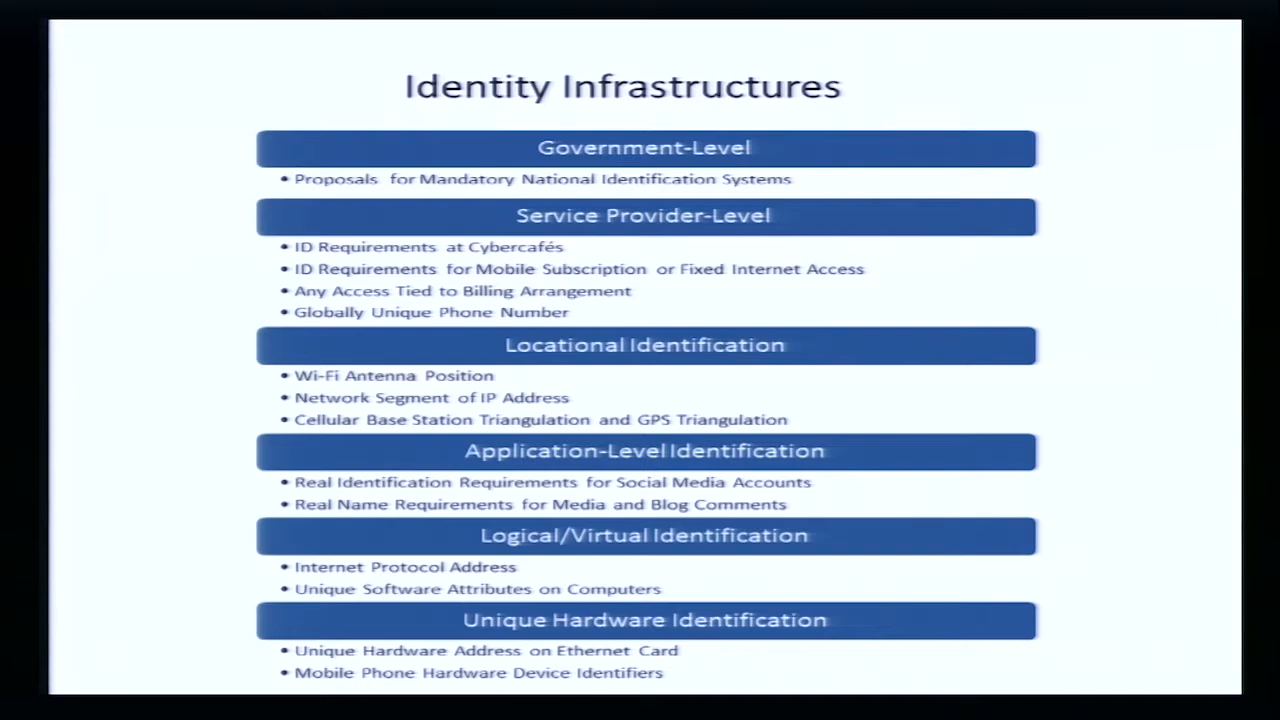 Identity Infrastructures
Government-Level
• Proposals for Mandatory National Identification Systems
Service Provider-Level
• ID Requirements at Cybercafés
• ID Requirements for Mobile Subscription or Fixed Internet Access
• Any Access Tied to Billing Arrangement
• Globally Unique Phone Number
Locational Identification
• Wi-Fi Antenna Position
• Network Segment of IP Address
• Cellular Base Station Triangulation and GPS Triangulation
Application-Level Identification
• Real Identification Requirements for Social Media Accounts
• Real Name Requirements for Media and Blog Comments
Logical/Virtual Identification
• Internet Protocol Address
• Unique Software Attributes on Computers
Unique Hardware Identification
• Unique Hardware Address on Ethernet Card
• Mobile Phone Hardware Device Identifiers